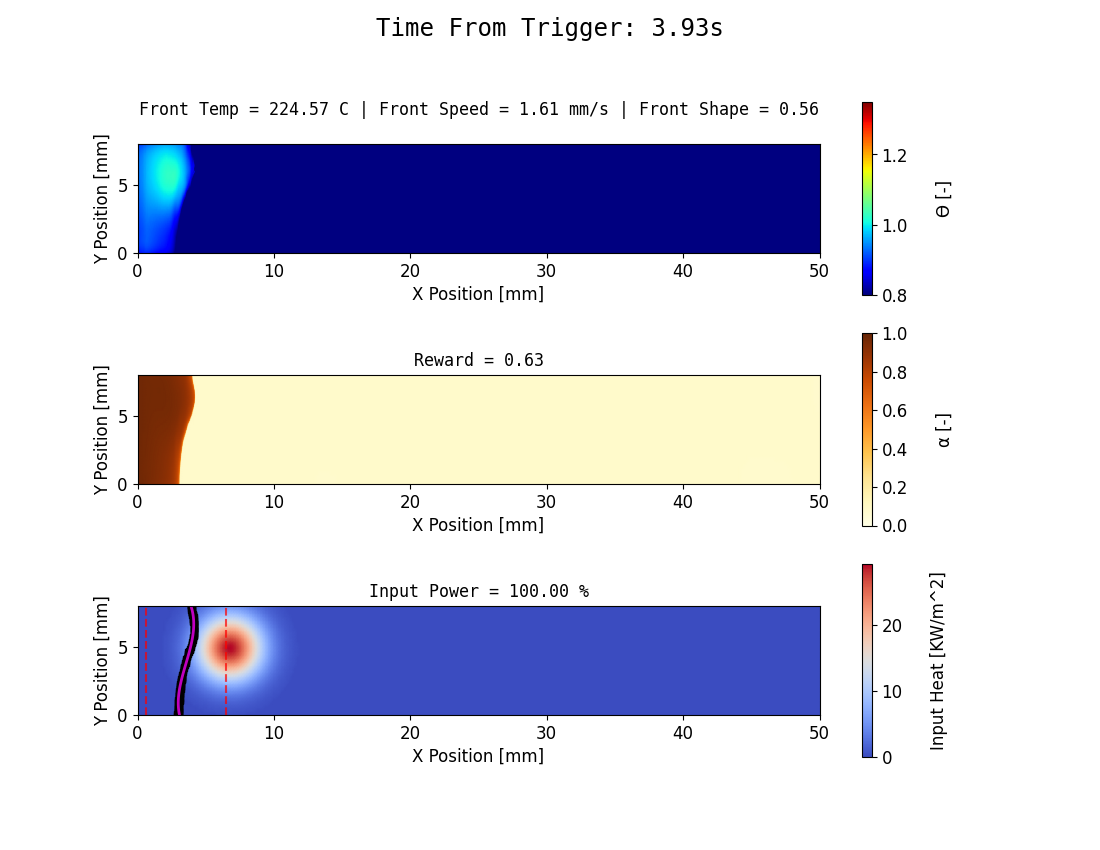 Time From Trigger: 3.93s
Front Temp = 224.57 C | Front Speed = 1.61 mm/s | Front Shape = 0.56
Y Position [mm]
5
0
0 10 20 30 40 50
X Position [mm]
1.2
1.0
0.8
Θ [-]
Reward = 0.63
Y Position [mm]
5
0
0 10 20 30 40 50
X Position [mm]
1.0
0.8
0.6
0.4
0.2
0.0
α [-]
Input Power = 100.00 %
Y Position [mm]
5
0
0 10 20 30 40 50
X Position [mm]
20
10
0
Input Heat [KW/m^2]